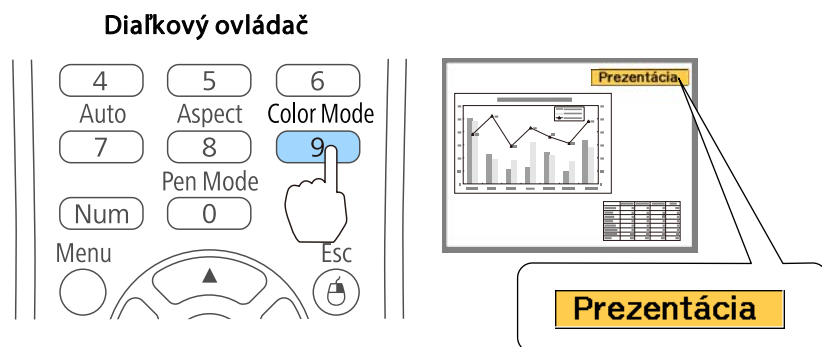 Diaľkový ovládač
4 5 6
Auto Aspect Color Mode
7 8 9
Pen Mode
Num 0
Menu Esc
Prezentácia
Prezentácia